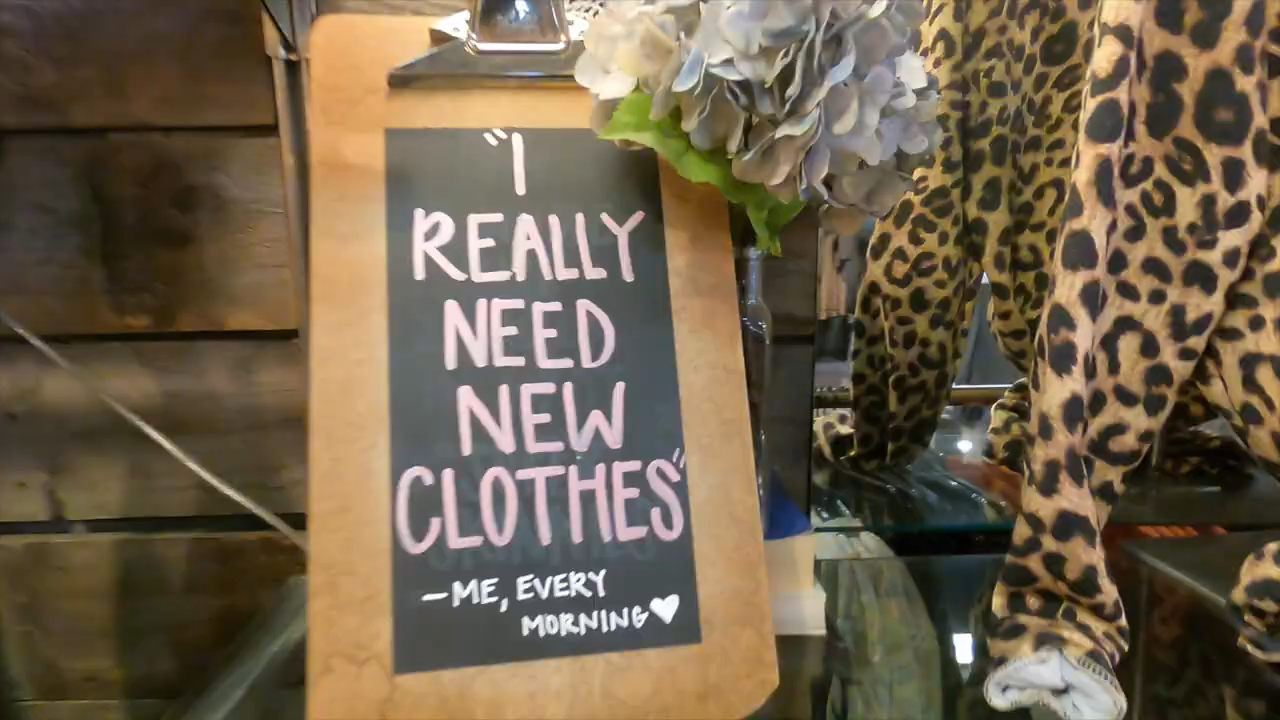 "I
REALLY
NEED
NEW
CLOTHES"
-ME, EVERY
MORNING♥